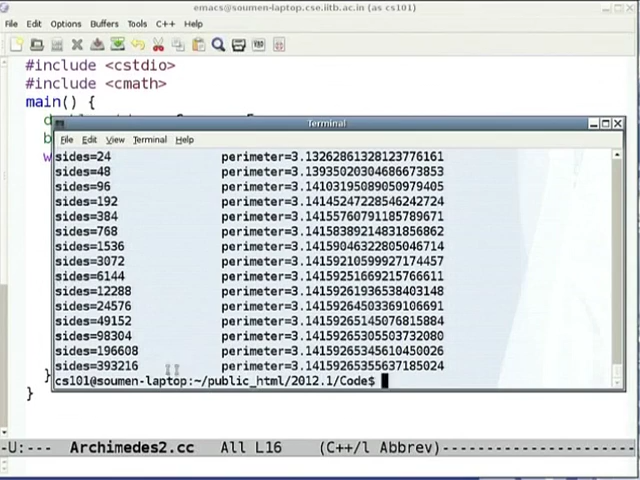 emacs@soumen-laptop.cse.iitb.ac.in (as cs101)
File Edit Options Buffers Tools C++ Help
#include <cstdio>
#include <cmath>
main() {
d
Terminal
b
File Edit View Terminal Help
w
sides=24 perimeter=3.13262861328123776161
sides=48 perimeter=3.13935020304686673853
sides=96 perimeter=3.14103195089050979405
sides=192 perimeter=3.14145247228546242724
sides=384 perimeter=3.14155760791185789671
sides=768 perimeter=3.14158389214831856862
sides=1536 perimeter=3.14159046322805046714
sides=3072 perimeter=3.14159210599927174457
sides=6144 perimeter=3.14159251669215766611
sides=12288 perimeter=3.14159261936538403148
sides=24576 perimeter=3.14159264503369106691
sides=49152 perimeter=3.14159265145076815884
sides=98304 perimeter=3.14159265305503732080
sides=196608 perimeter=3.14159265345610450026
sides=393216 perimeter=3.14159265355637185024
}
cs101@soumen-laptop:~/public_html/2012.1/Code$
}
-U:--- Archimedes2.cc All L16 (C++/l Abbrev)-----------------------